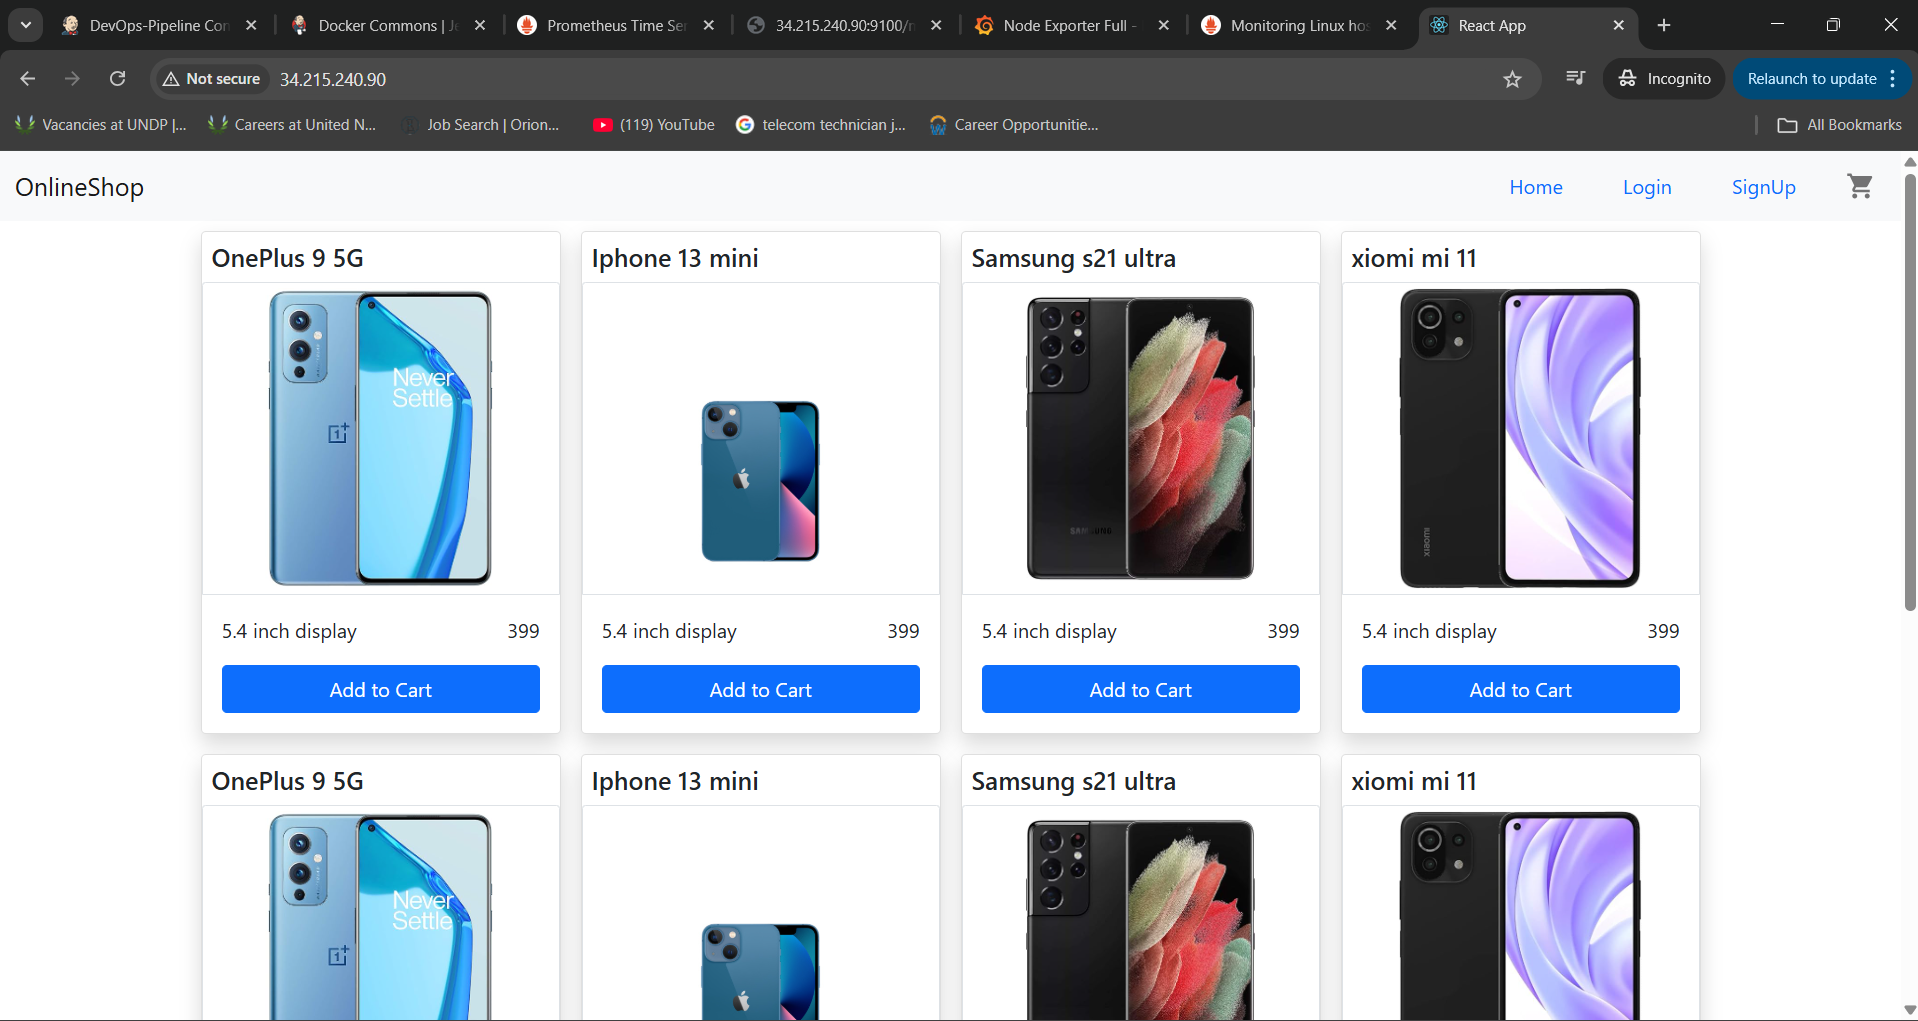 DevOps-Pipeline Con
Docker Commons | Je
Prometheus Time Ser
34.215.240.90:9100/m
Node Exporter Full -
Monitoring Linux hos
React App
Not secure
34.215.240.90
Incognito
Relaunch to update
Vacancies at UNDP |...
Careers at United N...
Job Search | Orion...
(119) YouTube
telecom technician j...
Career Opportunitie...
All Bookmarks
OnlineShop
Home
Login
SignUp
OnePlus 9 5G
Iphone 13 mini
Samsung s21 ultra
xiomi mi 11
Never
Settle
SAMSUNG
xiaomi
5.4 inch display
399
5.4 inch display
399
5.4 inch display
399
5.4 inch display
399
Add to Cart
Add to Cart
Add to Cart
Add to Cart
OnePlus 9 5G
Iphone 13 mini
Samsung s21 ultra
xiomi mi 11
Never
Settle